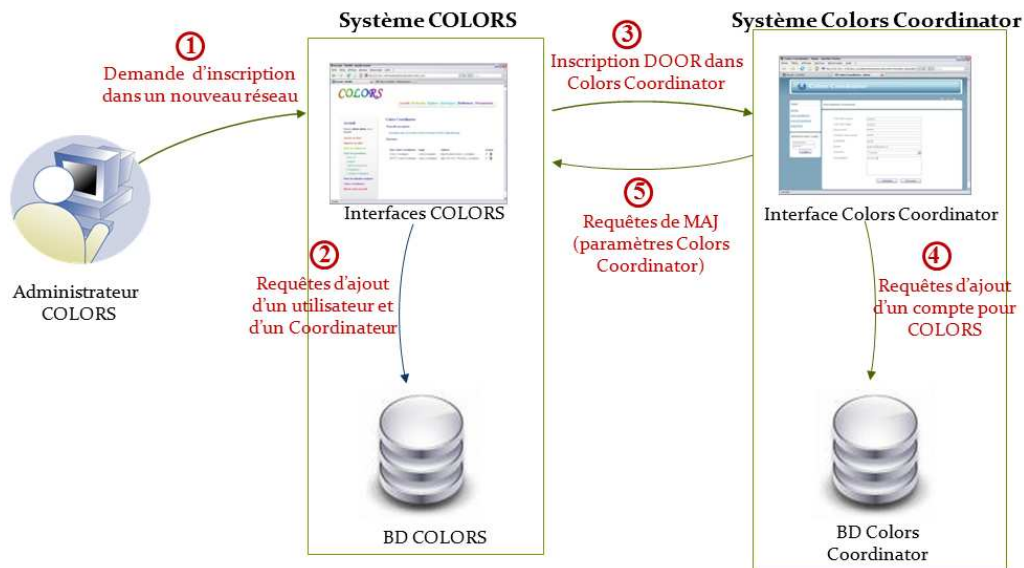 Système COLORS
Système Colors Coordinator
1
Demande d'inscription
dans un nouveau réseau
3
Inscription DOOR dans
Colors Coordinator
COLORS
Colors Coordinator
Interfaces COLORS
5
Requêtes de MAJ
(paramètres Colors
Coordinator)
Interface Colors Coordinator
Administrateur
COLORS
2
Requêtes d'ajout
d'un utilisateur et
d'un Coordinateur
4
Requêtes d'ajout
d'un compte pour
COLORS
BD COLORS
BD Colors
Coordinator